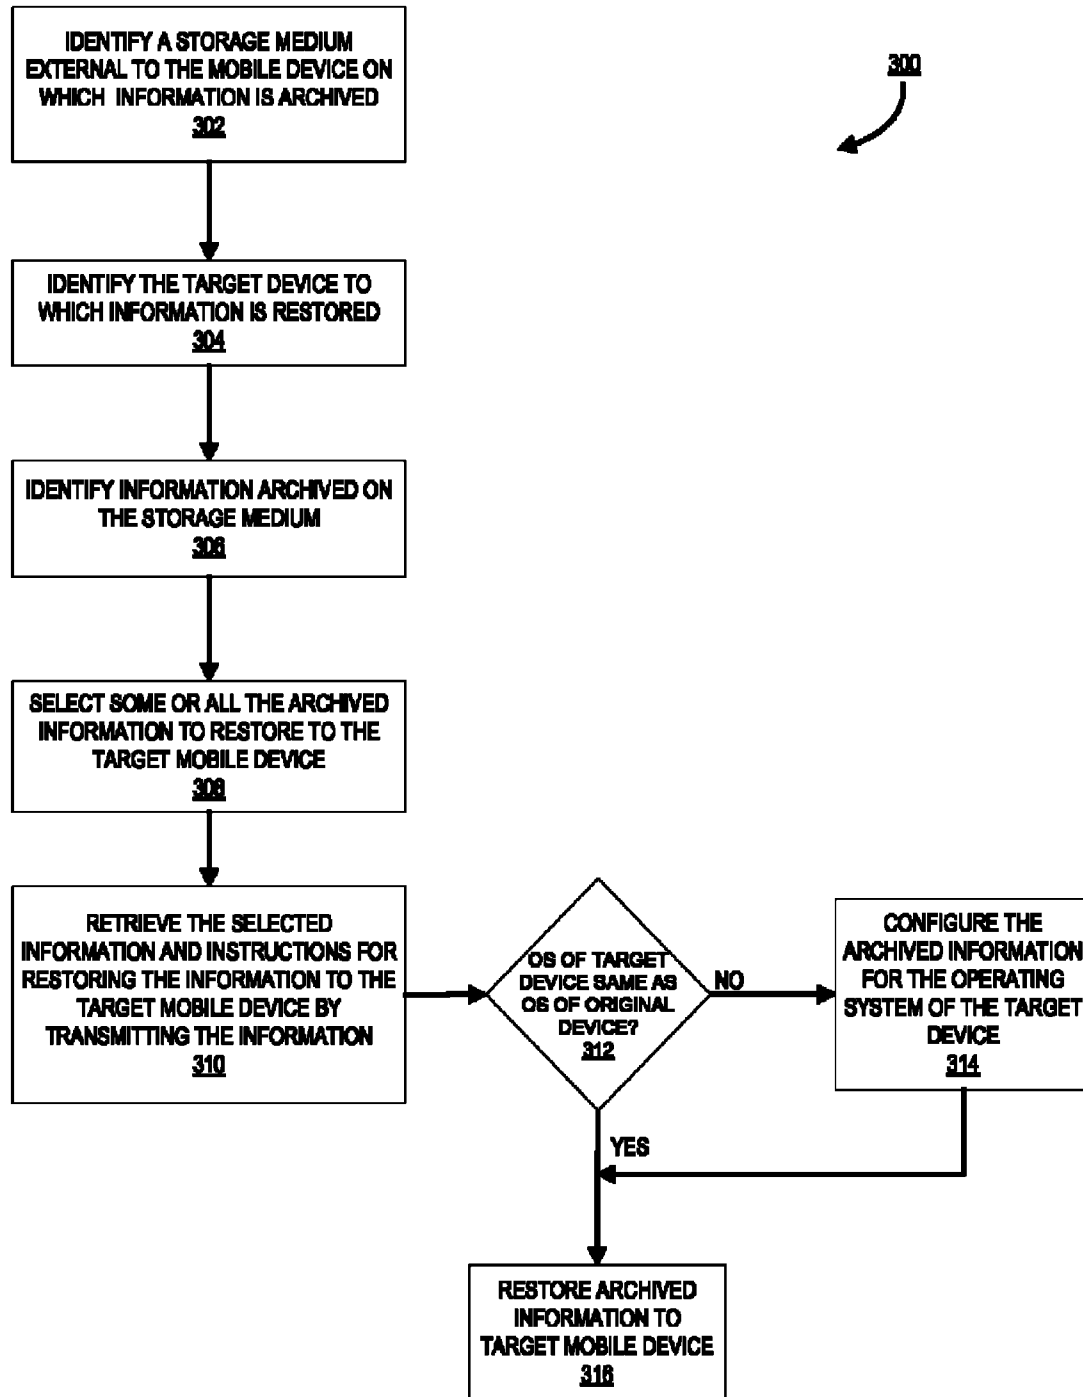 IDENTIFY A STORAGE MEDIUM
EXTERNAL TO THE MOBILE DEVICE ON
WHICH INFORMATION IS ARCHIVED
302
300
IDENTIFY THE TARGET DEVICE TO
WHICH INFORMATION IS RESTORED
304
IDENTIFY INFORMATION ARCHIVED ON
THE STORAGE MEDIUM
306
SELECT SOME OR ALL THE ARCHIVED
INFORMATION TO RESTORE TO THE
TARGET MOBILE DEVICE
308
RETRIEVE THE SELECTED
INFORMATION AND INSTRUCTIONS FOR
RESTORING THE INFORMATION TO THE
TARGET MOBILE DEVICE BY
TRANSMITTING THE INFORMATION
310
OS OF TARGET
DEVICE SAME AS
OS OF ORIGINAL
DEVICE?
312
NO
CONFIGURE THE
ARCHIVED INFORMATION
FOR THE OPERATING
SYSTEM OF THE TARGET
DEVICE
314
YES
RESTORE ARCHIVED
INFORMATION TO
TARGET MOBILE DEVICE
316